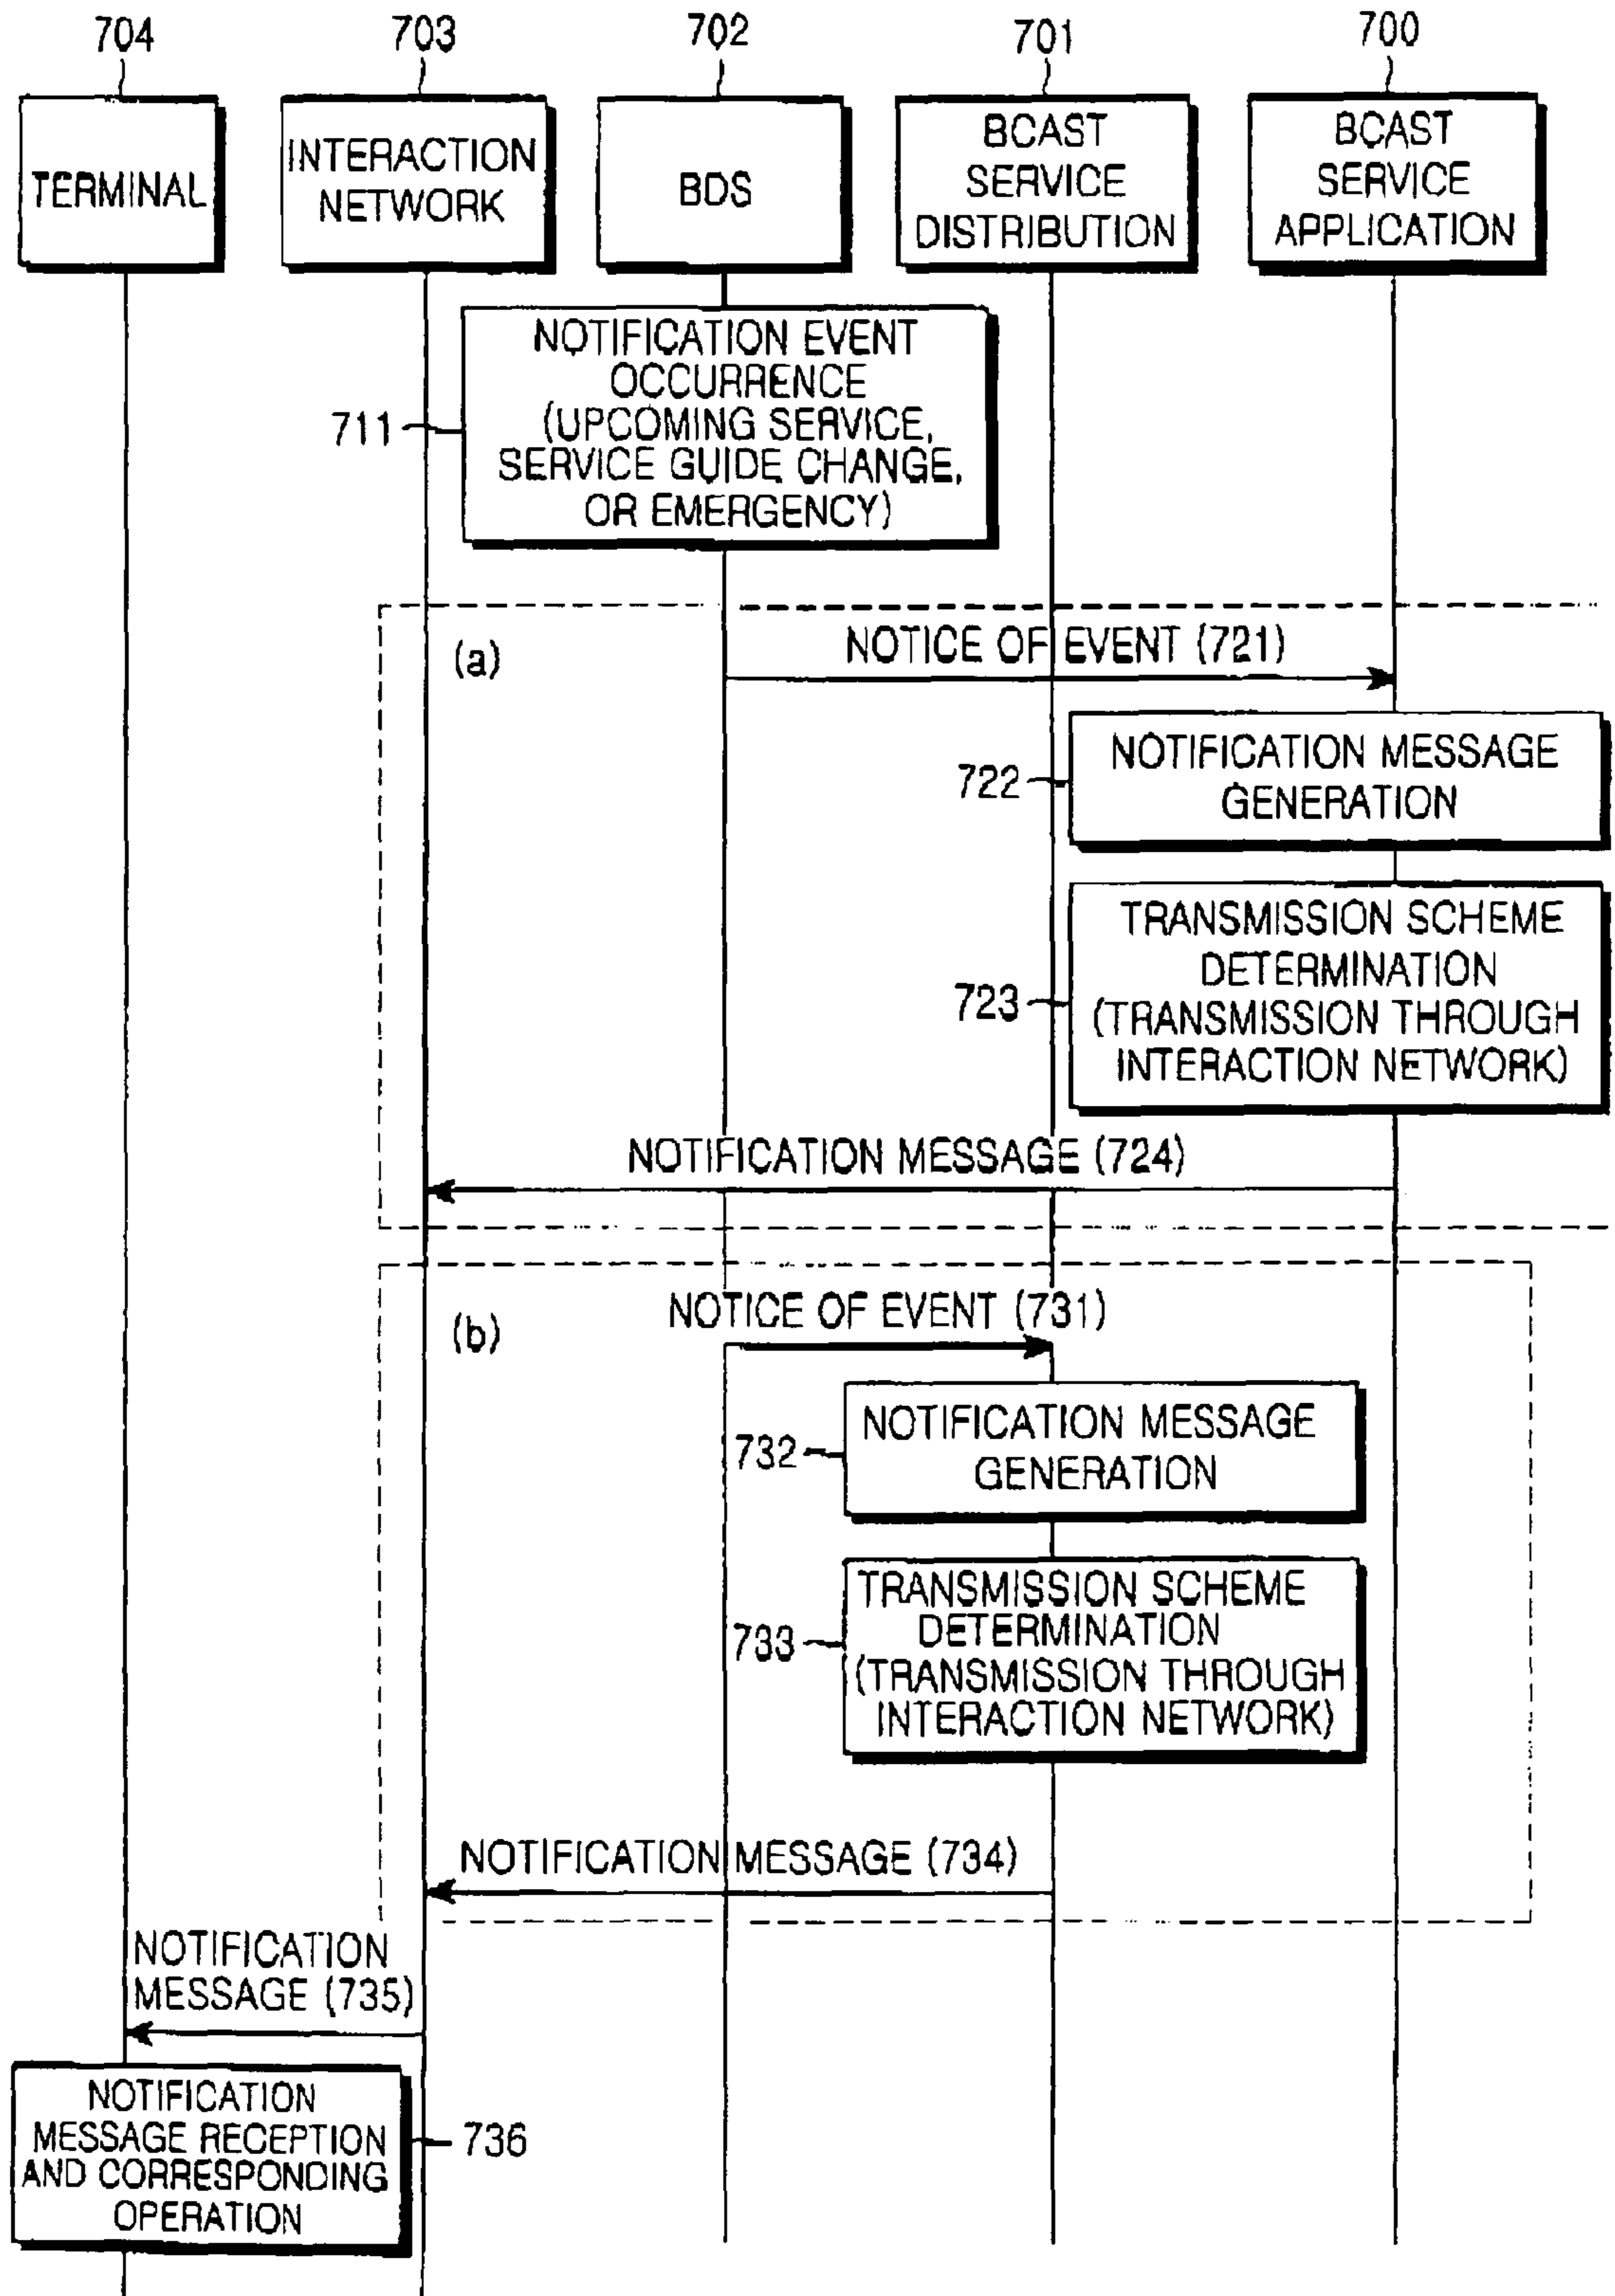 704
703
702
701
700
TERMINAL
INTERACTION
NETWORK
BDS
BCAST
SERVICE
DISTRIBUTION
BCAST
SERVICE
APPLICATION
NOTIFICATION EVENT
OCCURRENCE
(UPCOMING SERVICE,
SERVICE GUIDE CHANGE,
OR EMERGENCY)
711
(a)
NOTICE OF EVENT (721)
722
NOTIFICATION MESSAGE
GENERATION
723
TRANSMISSION SCHEME
DETERMINATION
(TRANSMISSION THROUGH
INTERACTION NETWORK)
NOTIFICATION MESSAGE (724)
(b)
NOTICE OF EVENT (731)
732
NOTIFICATION MESSAGE
GENERATION
733
TRANSMISSION SCHEME
DETERMINATION
(TRANSMISSION THROUGH
INTERACTION NETWORK)
NOTIFICATION MESSAGE (734)
NOTIFICATION
MESSAGE (735)
NOTIFICATION
MESSAGE RECEPTION
AND CORRESPONDING
OPERATION
736